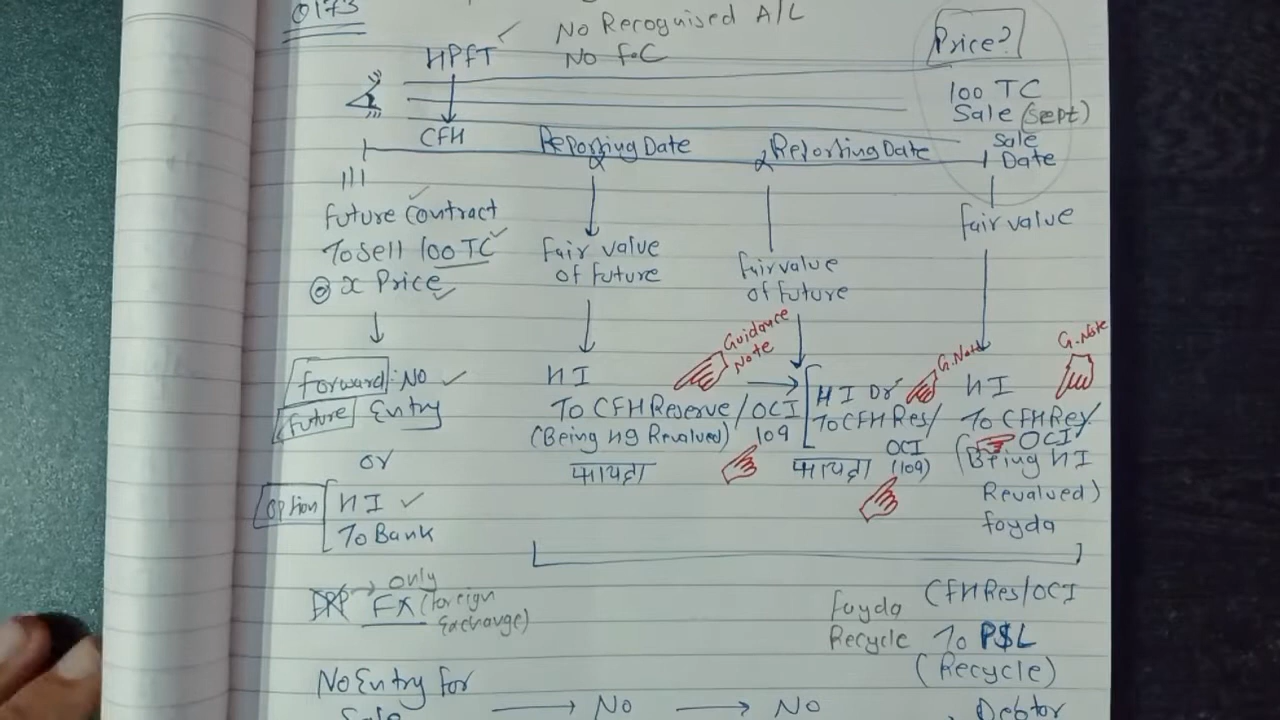 0173
No Recognised A/L
No F.C
HPFT
Price?
100 TC
Sale (Sept)
CFH
Reporting Date
Reporting Date
Sale
Date
future Contract
To Sell 100 TC
@ x Price
Fair value
of future
Fair value
of future
fair value
Guidance
Note
G. Note
G. Note
Forward: No
Future Entry
or
Option HI
To Bank
HI
To CFH Reserve/OCI
(Being HI Revalued) 109
फायदा
HI Dr
To CFH Res/
OCI
फायदा (109)
HI
To CFH Res/
OCI
(Being HI
Revalued)
fayda
only
FX (foreign
Exchange)
fayda
Recycle
CFH Res/OCI
To P$L
(Recycle)
No Entry for
Sale
No
No
Debtor